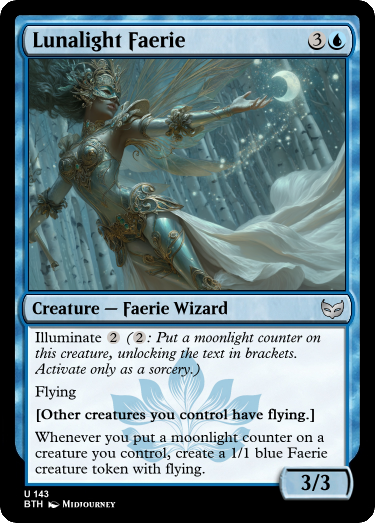 Lunalight Faerie 3
Creature — Faerie Wizard
Illuminate 2 (2: Put a moonlight counter on
this creature, unlocking the text in brackets.
Activate only as a sorcery.)
Flying
[Other creatures you control have flying.]
Whenever you put a moonlight counter on a
creature you control, create a 1/1 blue Faerie
creature token with flying.
3/3
U 143
BTH Midjourney